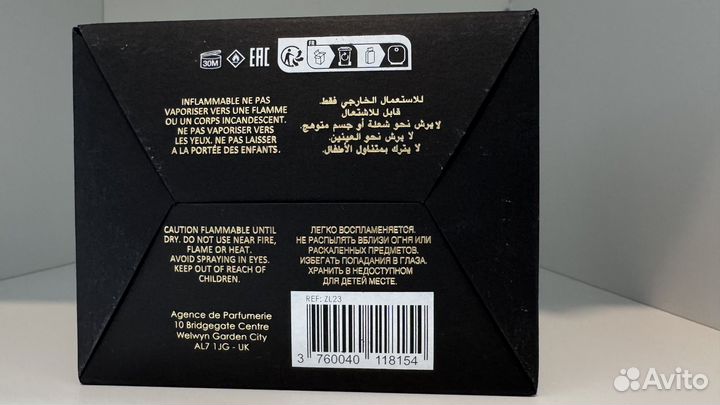 30M
EAC
FR
INFLAMMABLE NE PAS
VAPORISER VERS UNE FLAMME
OU UN CORPS INCANDESCENT.
NE PAS VAPORISER VERS
LES YEUX. NE PAS LAISSER
A LA PORTÉE DES ENFANTS.
للاستعمال الخارجي فقط.
قابل للاشتعال
لا يرش نحو شعلة أو جسم متوهج.
لا يرش نحو العينين.
لا يترك بمتناول الأطفال.
CAUTION FLAMMABLE UNTIL
DRY. DO NOT USE NEAR FIRE,
FLAME OR HEAT.
AVOID SPRAYING IN EYES.
KEEP OUT OF REACH OF
CHILDREN.
ЛЕГКО ВОСПЛАМЕНЯЕТСЯ.
НЕ РАСПЫЛЯТЬ ВБЛИЗИ ОГНЯ ИЛИ
РАСКАЛЕННЫХ ПРЕДМЕТОВ.
ИЗБЕГАТЬ ПОПАДАНИЯ В ГЛАЗА.
ХРАНИТЬ В НЕДОСТУПНОМ
ДЛЯ ДЕТЕЙ МЕСТЕ.
Agence de Parfumerie
10 Bridgegate Centre
Welwyn Garden City
AL7 1JG - UK
REF: ZL23
3 760040 118154
Avito